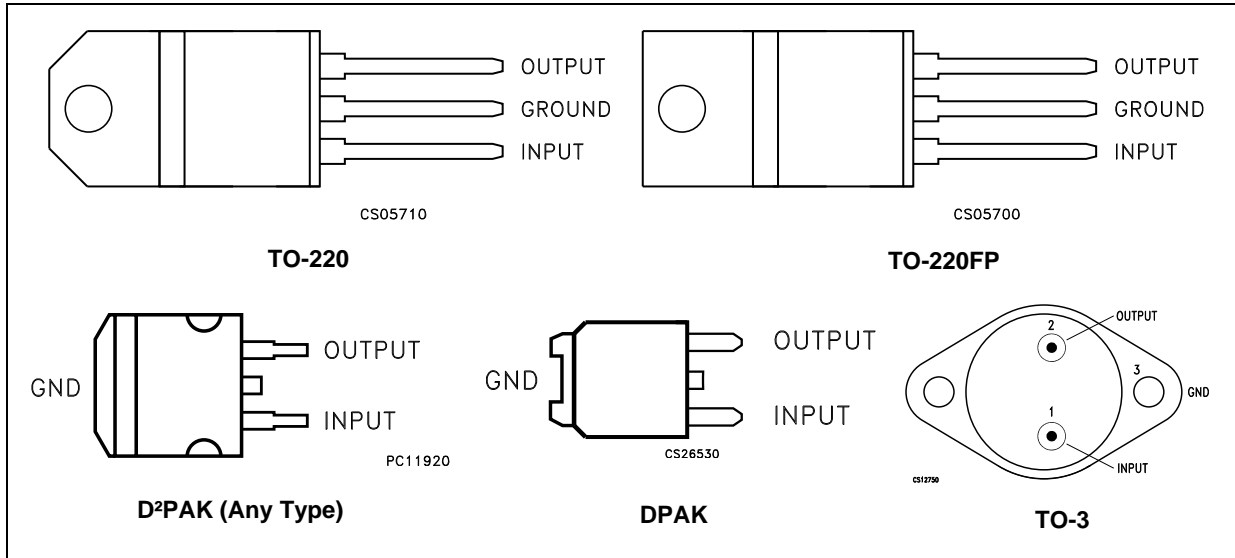 OUTPUT
GROUND
INPUT
CS05710
TO-220
OUTPUT
GROUND
INPUT
CS05700
TO-220FP
GND
OUTPUT
INPUT
PC11920
D²PAK (Any Type)
GND
OUTPUT
INPUT
CS26530
DPAK
OUTPUT
2
3
GND
1
INPUT
CS12750
TO-3